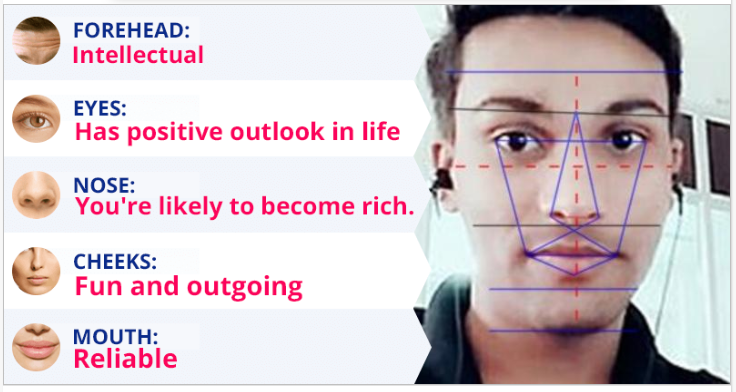 FOREHEAD:
Intellectual
EYES:
Has positive outlook in life
NOSE:
You're likely to become rich.
CHEEKS:
Fun and outgoing
MOUTH:
Reliable